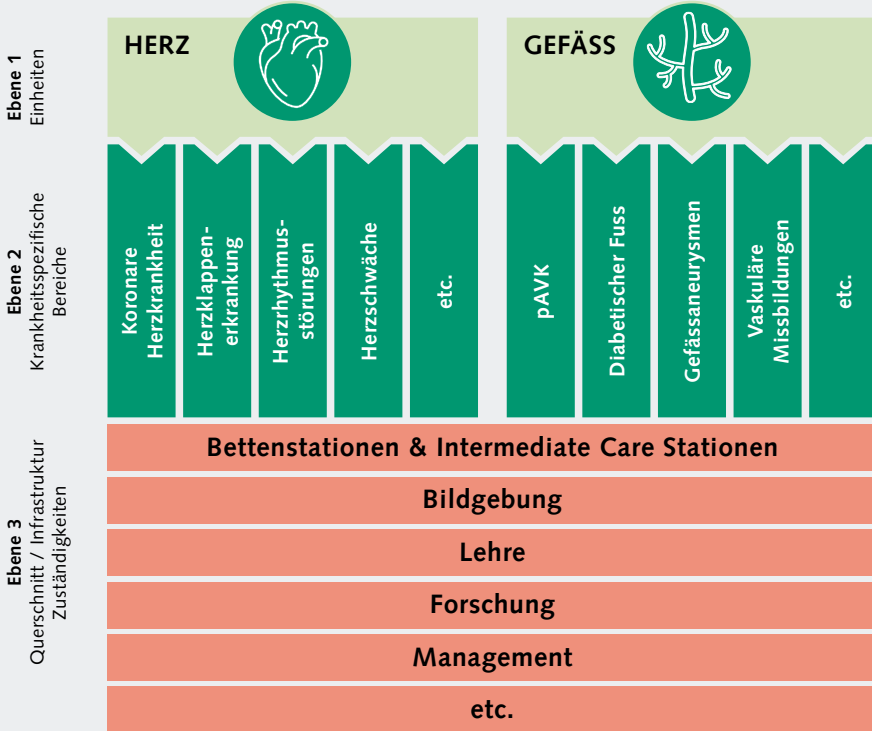 Ebene 1
Einheiten
HERZ
GEFÄSS
Ebene 2
Krankheitsspezifische
Bereiche
Koronare
Herzkrankheit
Herzklappen-
erkrankung
Herzrhythmus-
störungen
Herzschwäche
etc.
pAVK
Diabetischer Fuss
Gefässaneurysmen
Vaskuläre
Missbildungen
etc.
Ebene 3
Querschnitt / Infrastruktur
Zuständigkeiten
Bettenstationen & Intermediate Care Stationen
Bildgebung
Lehre
Forschung
Management
etc.